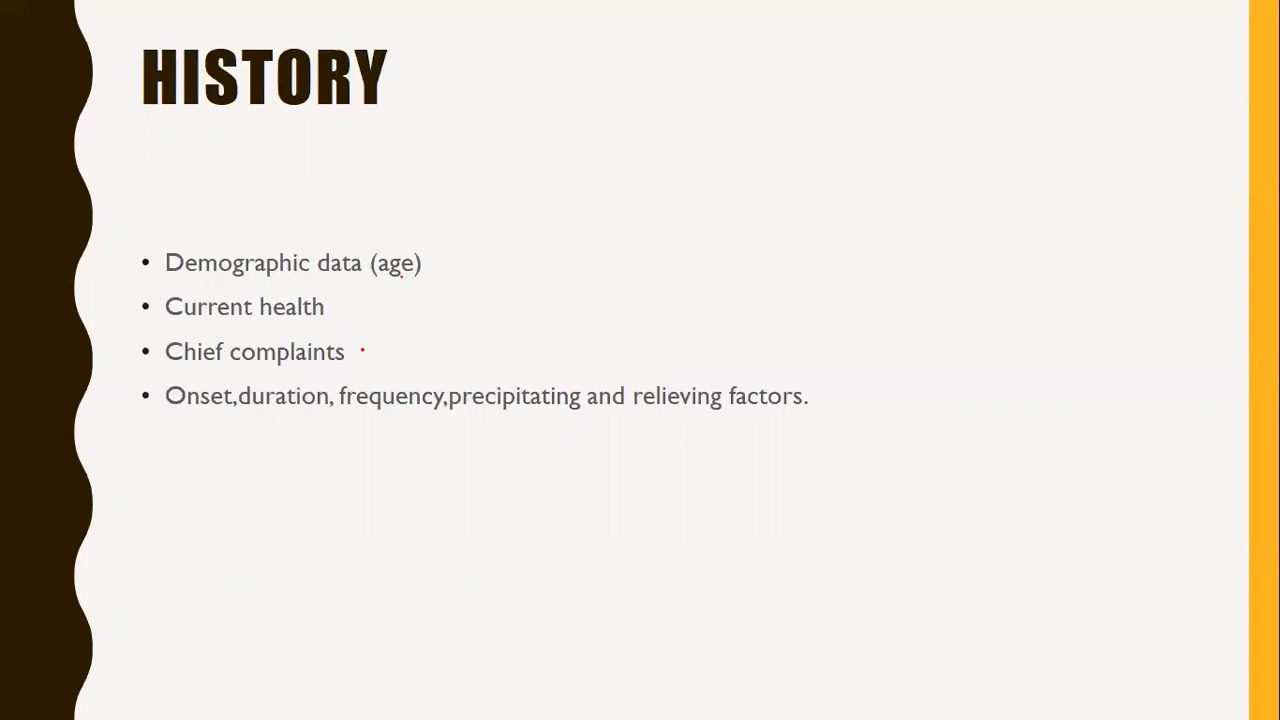 HISTORY
• Demographic data (age)
• Current health
• Chief complaints
• Onset,duration, frequency,precipitating and relieving factors.